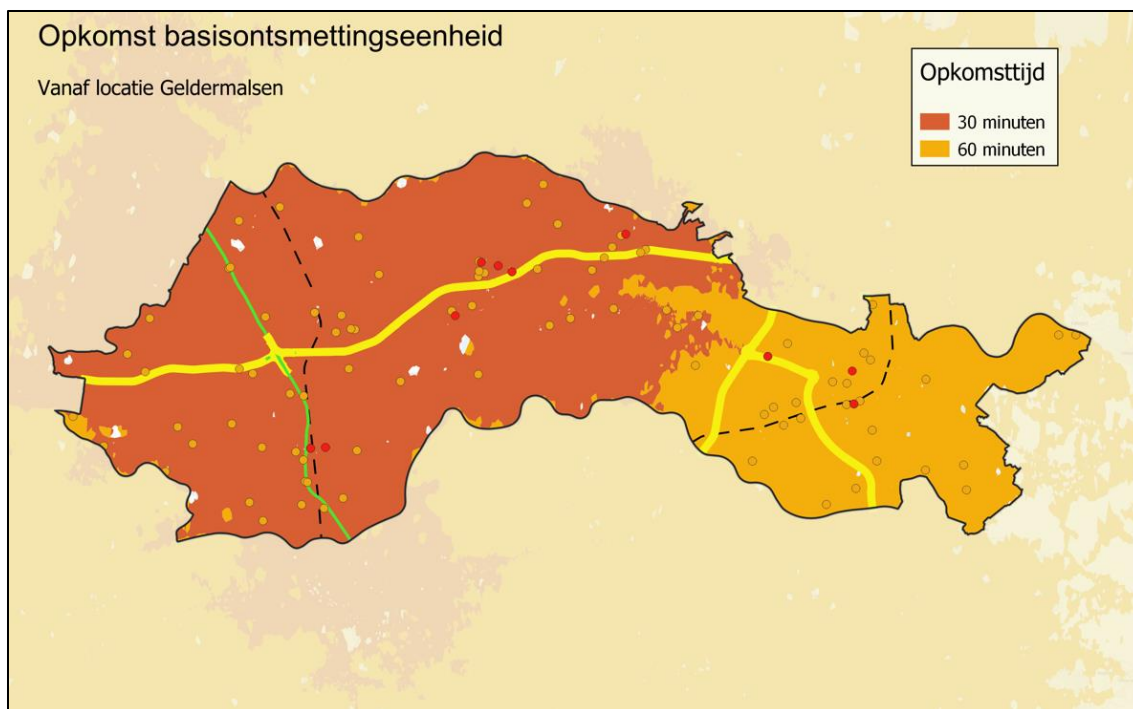 Opkomst basisontsmettingseenheid
Vanaf locatie Geldermalsen
Opkomsttijd
30 minuten
60 minuten